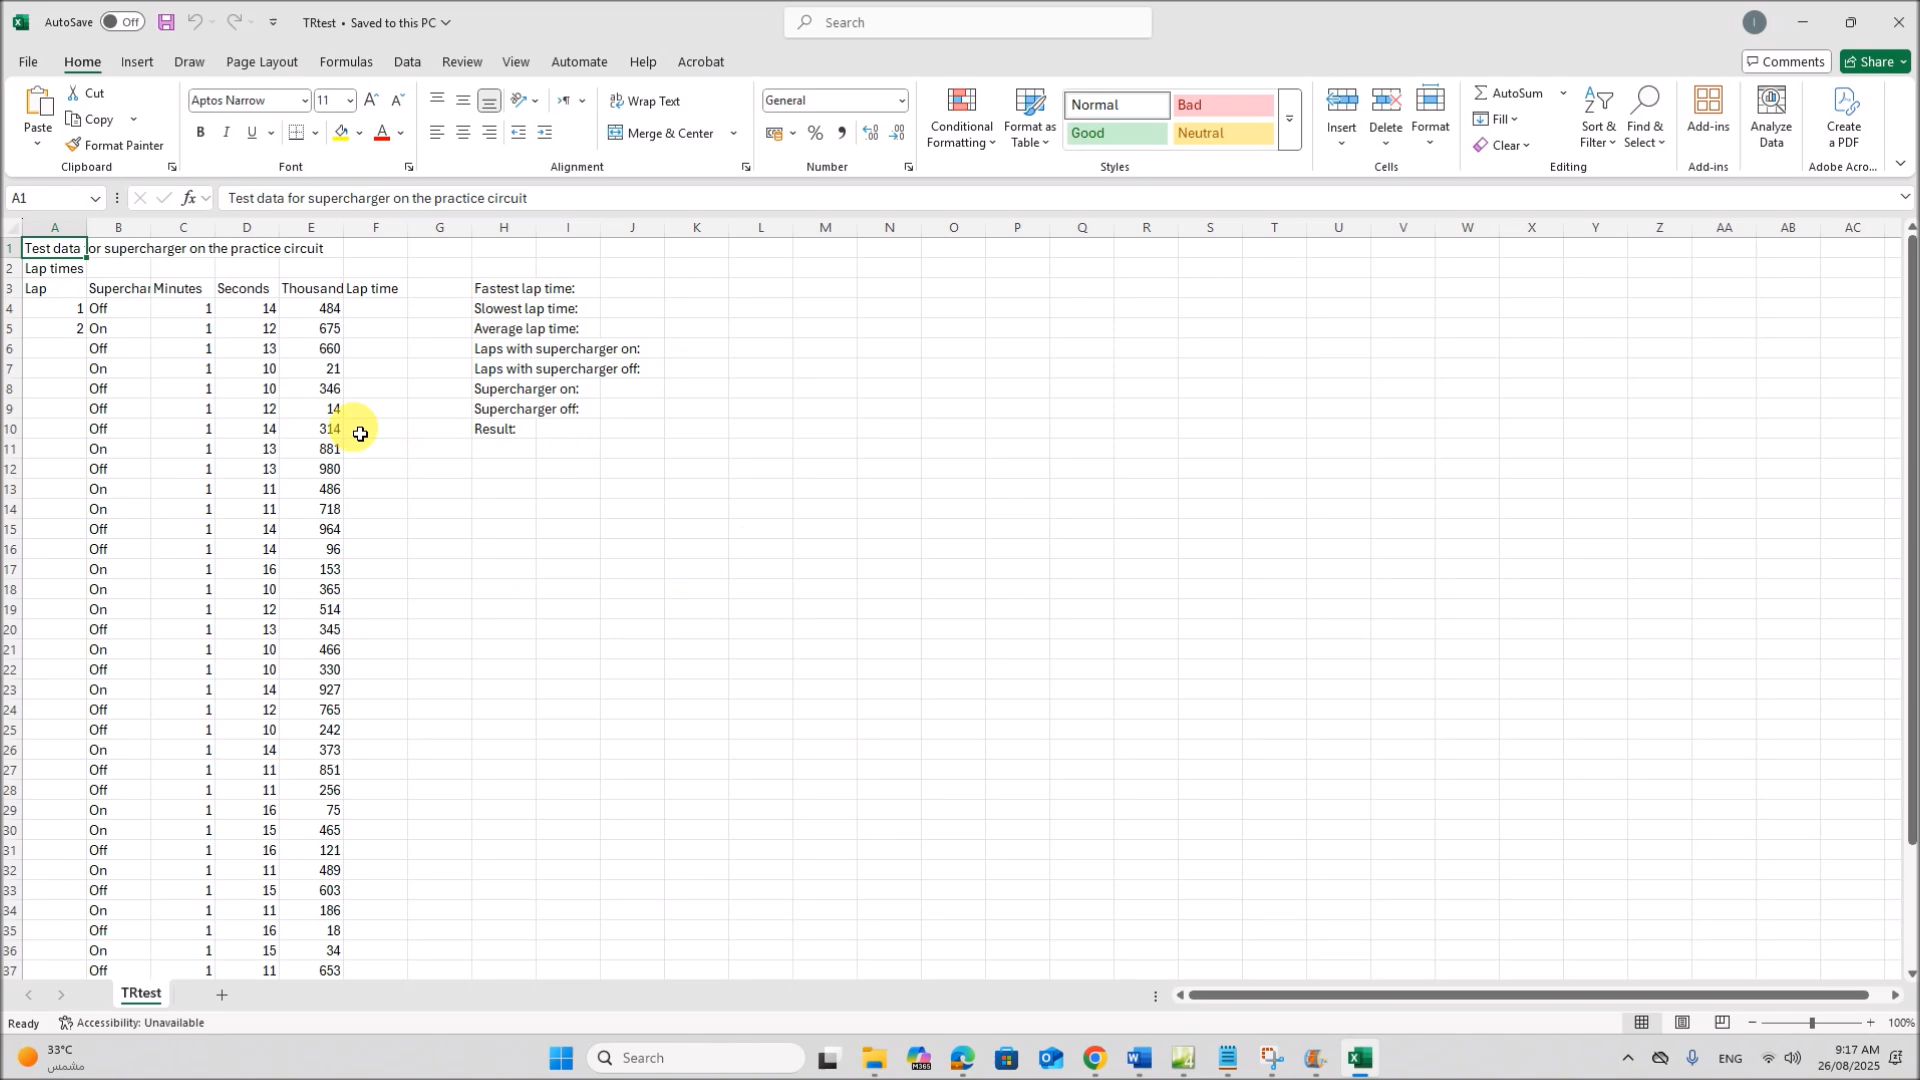 AutoSave Off TRtest • Saved to this PC Search
File Home Insert Draw Page Layout Formulas Data Review View Automate Help Acrobat Comments Share
Paste Cut Copy Format Painter Clipboard
Aptos Narrow 11 B I U A Font
Wrap Text Merge & Center Alignment
General % Number
Conditional Formatting Format as Table Normal Bad Good Neutral Styles
Insert Delete Format Cells
AutoSum Fill Clear Sort & Filter Find & Select Editing
Add-ins Add-ins
Analyze Data
Create a PDF Adobe Acro...
A1 fx Test data for supercharger on the practice circuit
A B C D E F G H I J K L M N O P Q R S T U V W X Y Z AA AB AC
1 Test data for supercharger on the practice circuit
2 Lap times
3 Lap Superchar Minutes Seconds Thousand Lap time Fastest lap time:
4 1 Off 1 14 484 Slowest lap time:
5 2 On 1 12 675 Average lap time:
6 Off 1 13 660 Laps with supercharger on:
7 On 1 10 21 Laps with supercharger off:
8 Off 1 10 346 Supercharger on:
9 Off 1 12 14 Supercharger off:
10 Off 1 14 314 Result:
11 On 1 13 881
12 Off 1 13 980
13 On 1 11 486
14 On 1 11 718
15 Off 1 14 964
16 Off 1 14 96
17 On 1 16 153
18 On 1 10 365
19 On 1 12 514
20 Off 1 13 345
21 On 1 10 466
22 Off 1 10 330
23 On 1 14 927
24 Off 1 12 765
25 Off 1 10 242
26 On 1 14 373
27 Off 1 11 851
28 Off 1 11 256
29 On 1 16 75
30 On 1 15 465
31 Off 1 16 121
32 On 1 11 489
33 Off 1 15 603
34 On 1 11 186
35 Off 1 16 18
36 On 1 15 34
37 Off 1 11 653
TRtest
Ready Accessibility: Unavailable 100%
33°C Search ENG 9:17 AM
مشمس 26/08/2025